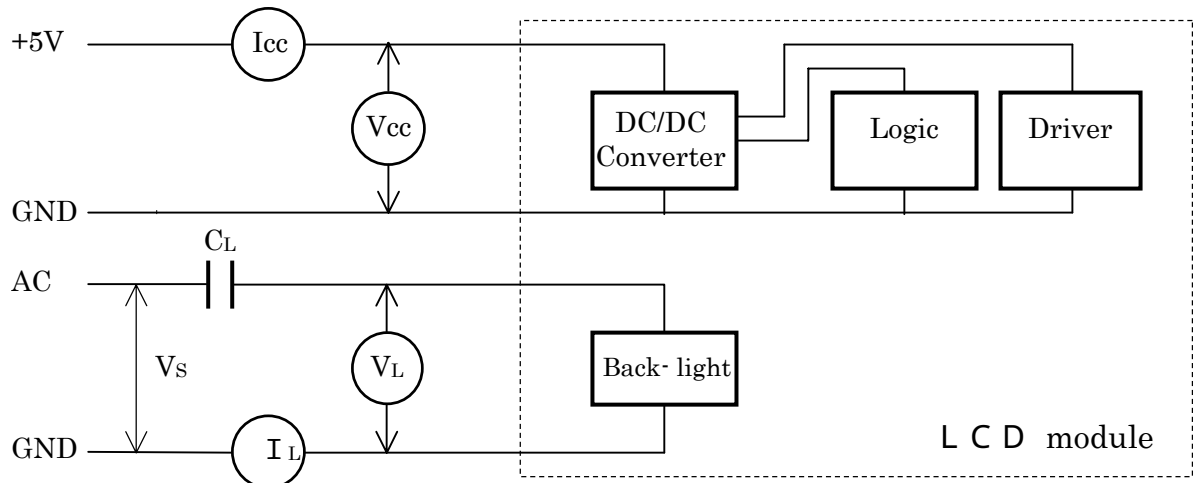 +5V
Icc
Vcc
DC/DC
Converter
Logic
Driver
GND
CL
AC
VS
VL
Back- light
GND
IL
LCD module